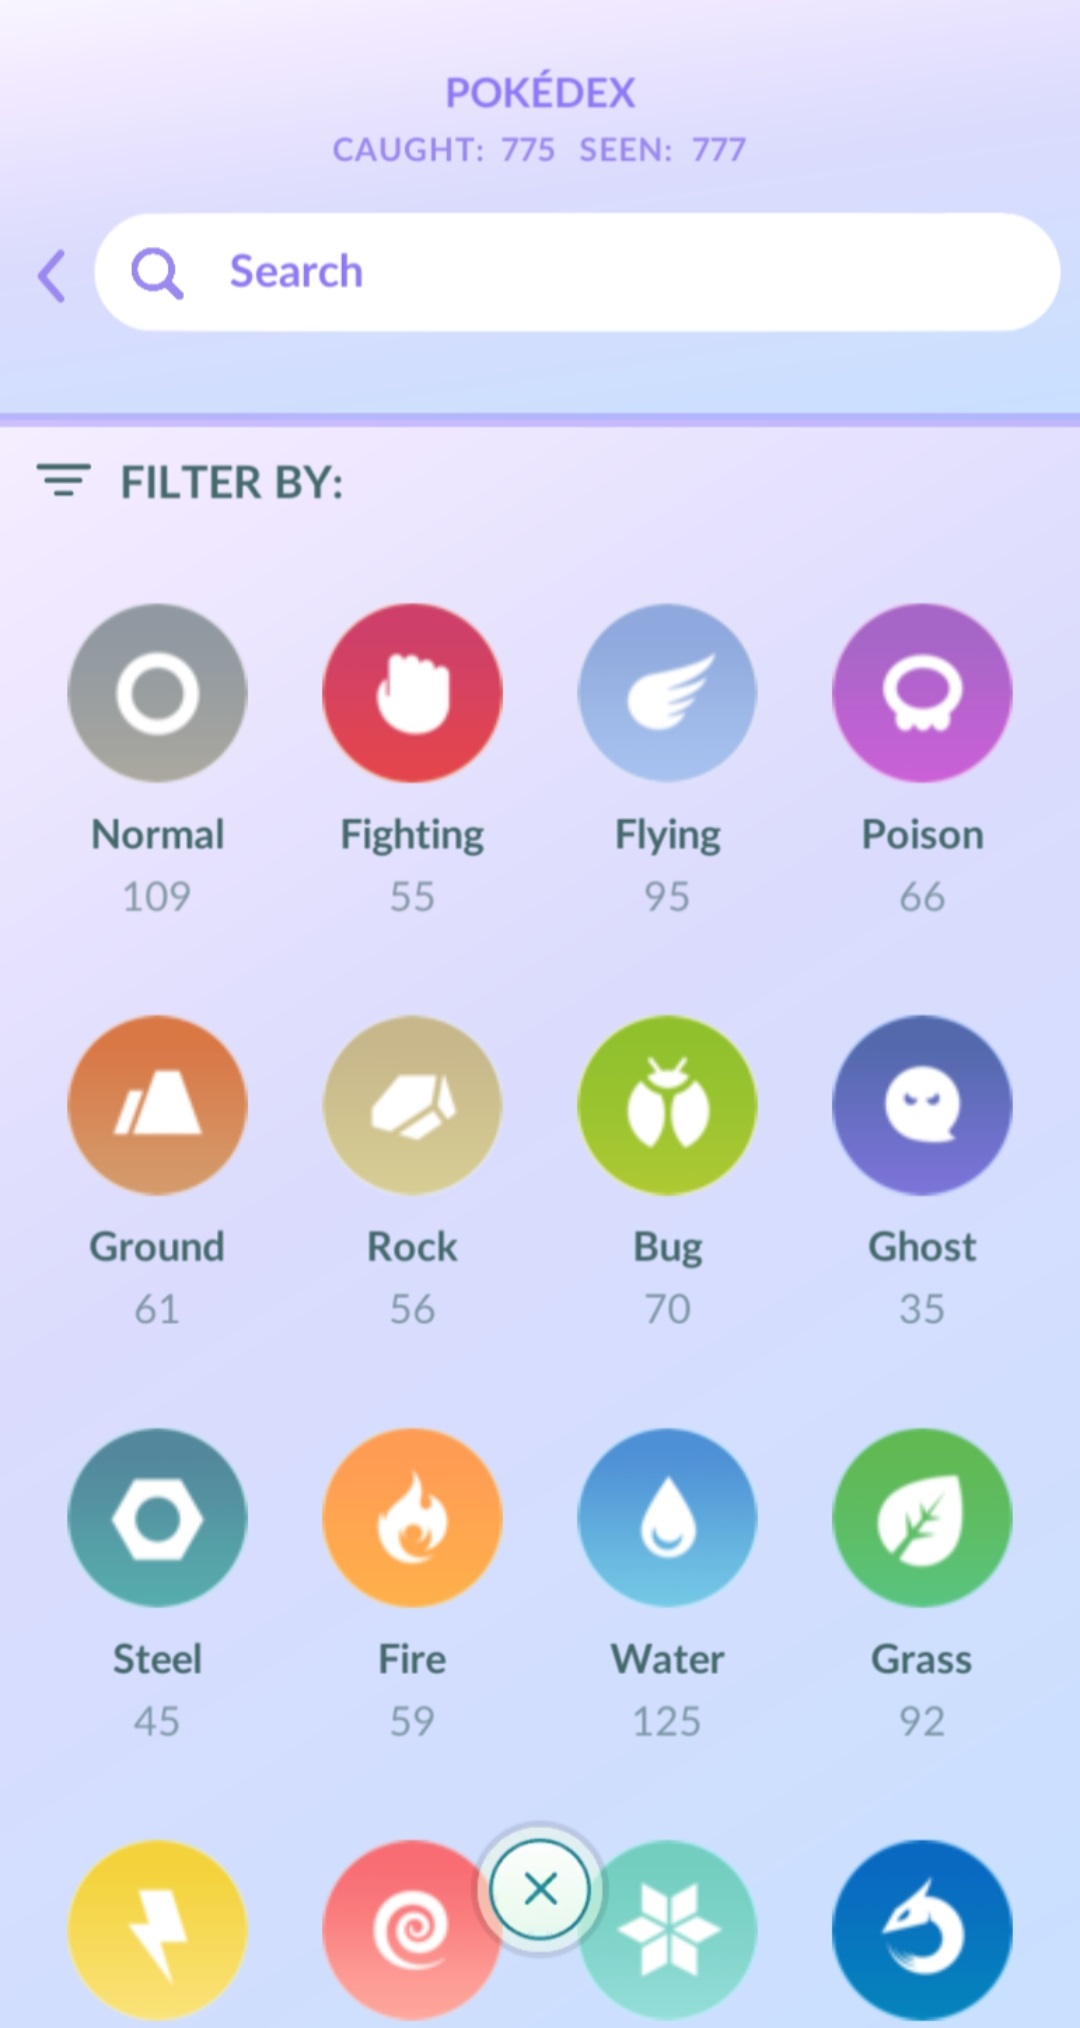 POKÉDEX
CAUGHT: 775 SEEN: 777
Search
FILTER BY:
Normal Fighting Flying Poison
109 55 95 66
Ground Rock Bug Ghost
61 56 70 35
Steel Fire Water Grass
45 59 125 92